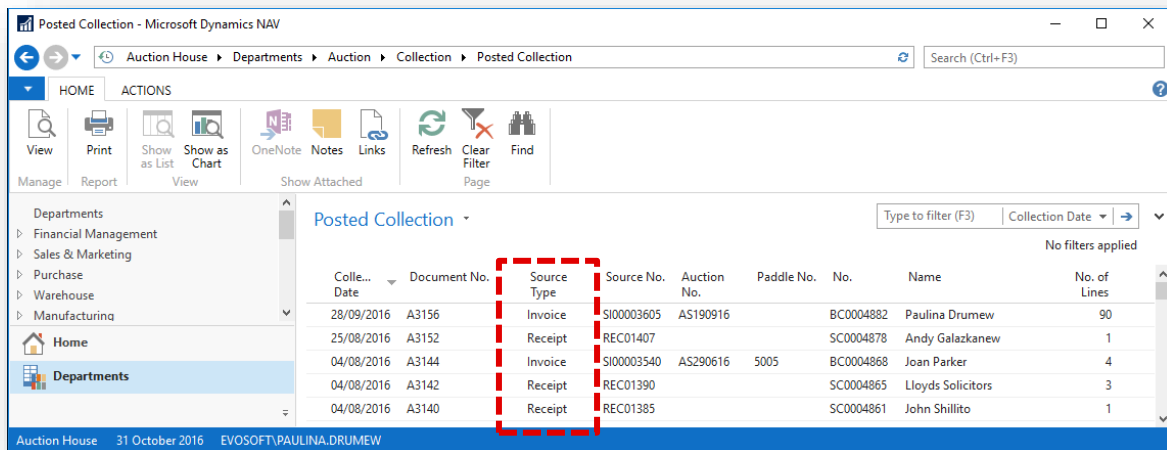 Posted Collection - Microsoft Dynamics NAV
Auction House Departments Auction Collection Posted Collection Search (Ctrl+F3)
HOME ACTIONS
View Print Show as List Show as Chart OneNote Notes Links Refresh Clear Filter Find
Manage Report View Show Attached Page
Departments
Financial Management
Sales & Marketing
Purchase
Warehouse
Manufacturing
Home
Departments
Posted Collection Type to filter (F3) Collection Date
No filters applied
Colle... Date Document No. Source Type Source No. Auction No. Paddle No. No. Name No. of Lines
28/09/2016 A3156 Invoice SI00003605 AS190916 BC0004882 Paulina Drumew 90
25/08/2016 A3152 Receipt REC01407 SC0004878 Andy Galazkanew 1
04/08/2016 A3144 Invoice SI00003540 AS290616 5005 BC0004868 Joan Parker 4
04/08/2016 A3142 Receipt REC01390 SC0004865 Lloyds Solicitors 3
04/08/2016 A3140 Receipt REC01385 SC0004861 John Shillito 1
Auction House 31 October 2016 EVOSOFT\PAULINA.DRUMEW